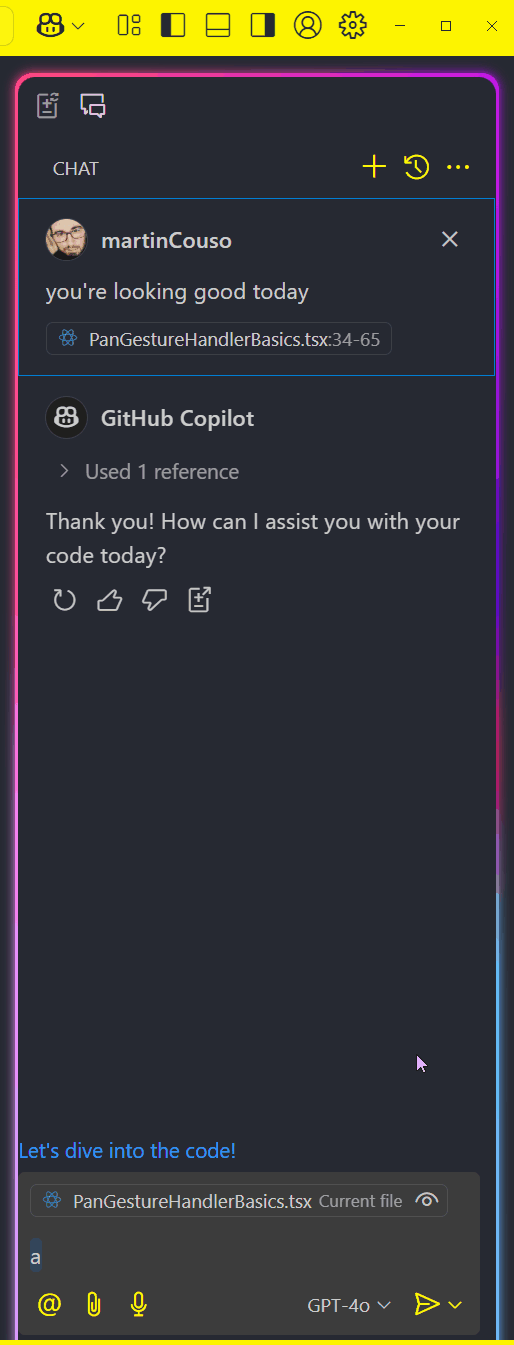 CHAT
martinCouso
you're looking good today
PanGestureHandlerBasics.tsx:34-65
GitHub Copilot
Used 1 reference
Thank you! How can I assist you with your
code today?
Let's dive into the code!
PanGestureHandlerBasics.tsx Current file
a
GPT-4o